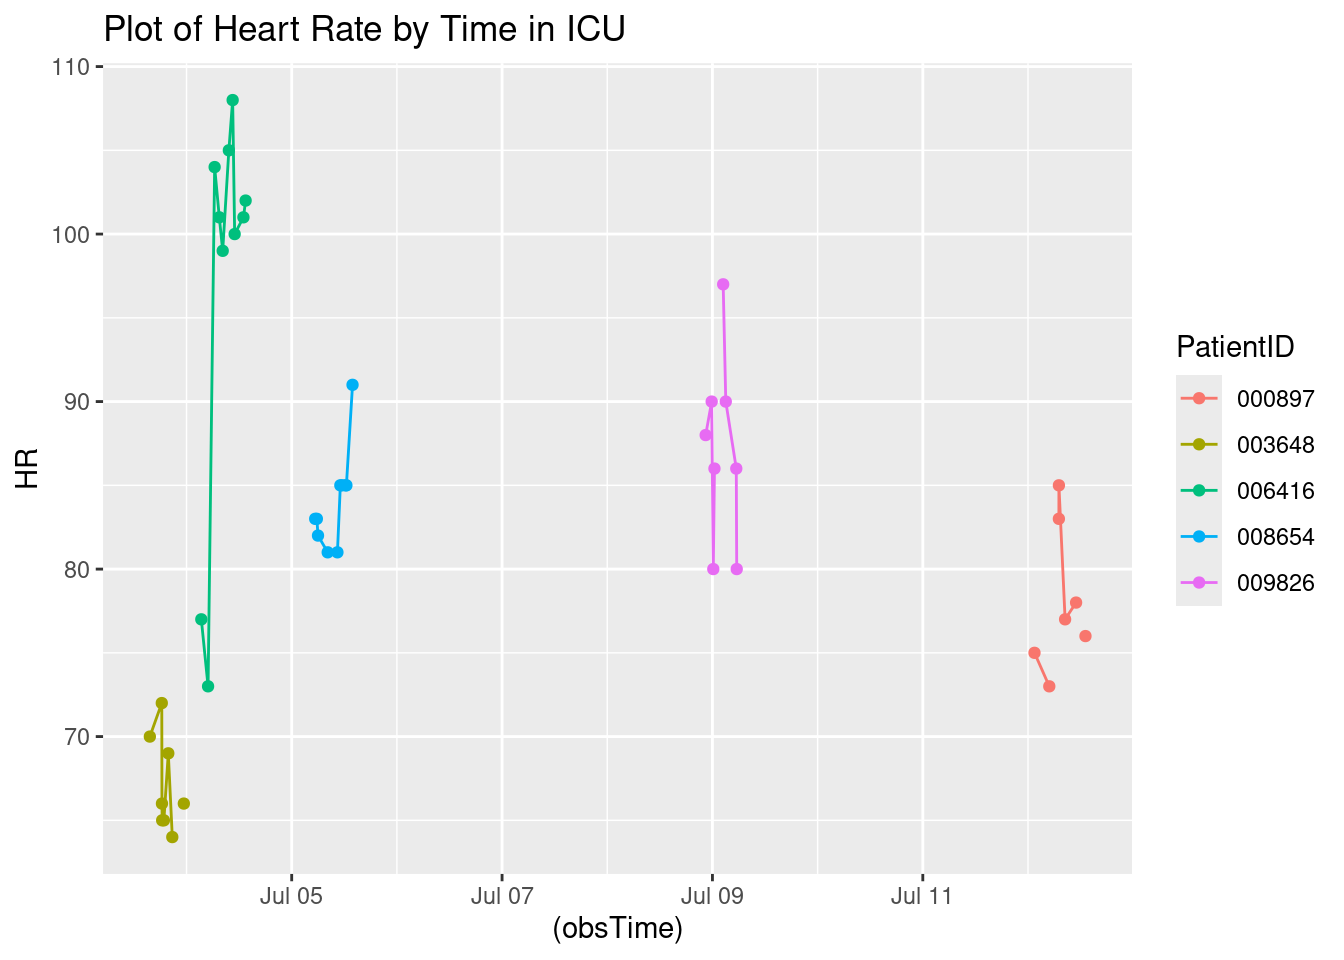 Plot of Heart Rate by Time in ICU
110
100
90
80
70
HR
Jul 05
Jul 07
Jul 09
Jul 11
(obsTime)
PatientID
000897
003648
006416
008654
009826